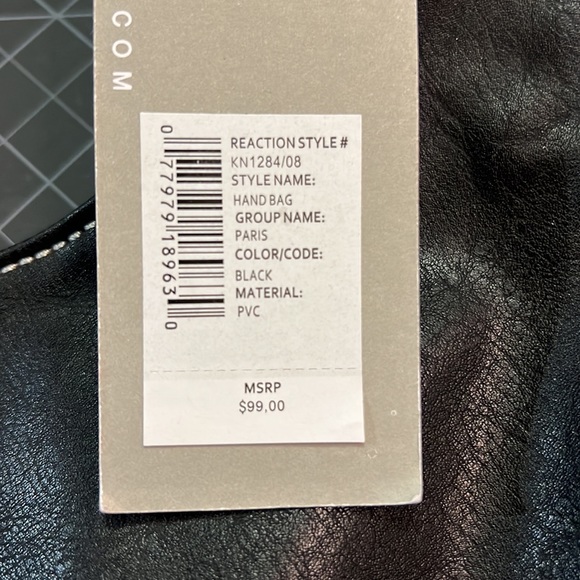 COM
REACTION STYLE #
KN1284/08
STYLE NAME:
HAND BAG
GROUP NAME:
PARIS
COLOR/CODE:
BLACK
MATERIAL:
PVC
0 77979 18963 0
MSRP
$99,00